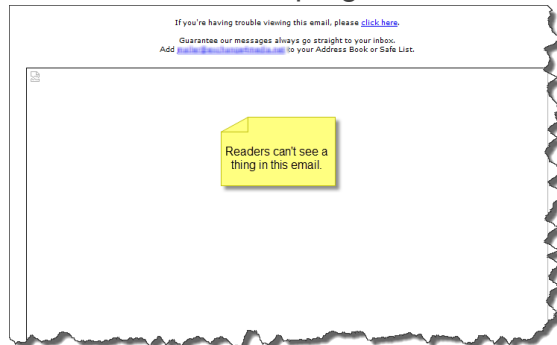 If you're having trouble viewing this email, please click here.
Guarantee our messages always go straight to your inbox.
Add to your Address Book or Safe List.
Readers can't see a
thing in this email.